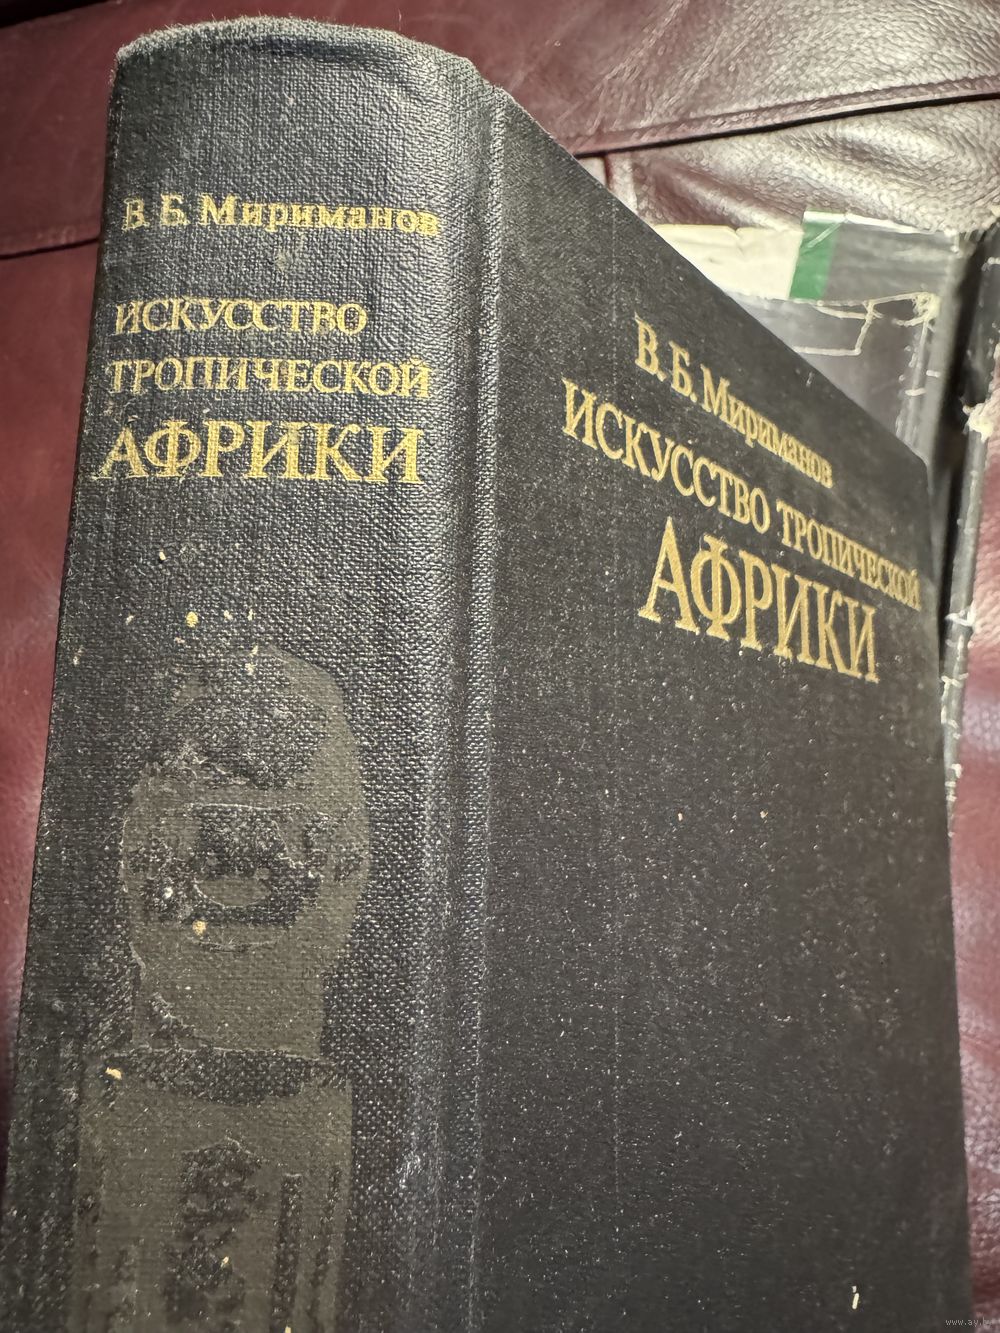 В. Б. Мириманов
ИСКУССТВО
ТРОПИЧЕСКОЙ
АФРИКИ
В. Б. Мириманов
ИСКУССТВО ТРОПИЧЕСКОЙ
АФРИКИ